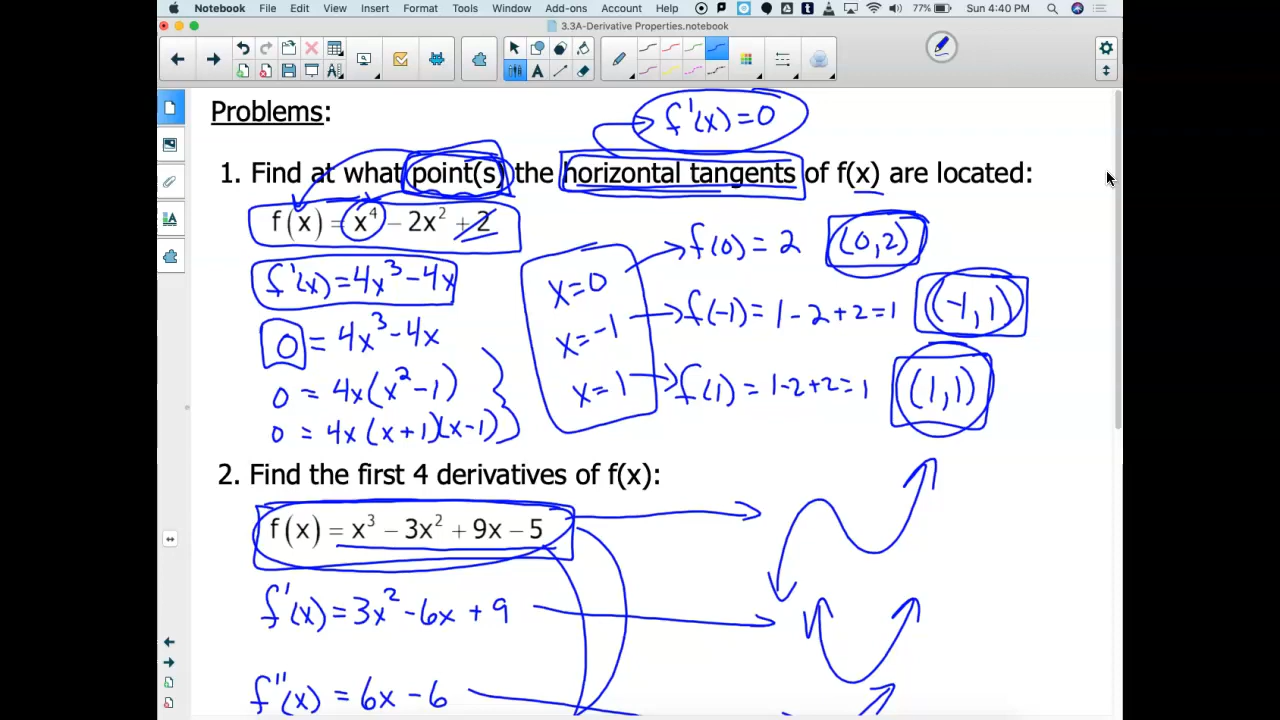 Notebook File Edit View Insert Format Tools Window Add-ons Account Help 77% Sun 4:40 PM
3.3A-Derivative Properties.notebook
Problems:
f'(x)=0
1. Find at what point(s) the horizontal tangents of f(x) are located:
f(x) = x⁴ − 2x² + 2
f'(x)=4x³−4x
0 = 4x³−4x
0 = 4x(x²−1)
0 = 4x(x+1)(x−1)
x=0
x=−1
x=1
f(0) = 2 (0,2)
f(−1) = 1−2+2=1 (−1,1)
f(1) = 1−2+2=1 (1,1)
2. Find the first 4 derivatives of f(x):
f(x) = x³ − 3x² + 9x − 5
f'(x)=3x²−6x+9
f''(x) = 6x−6